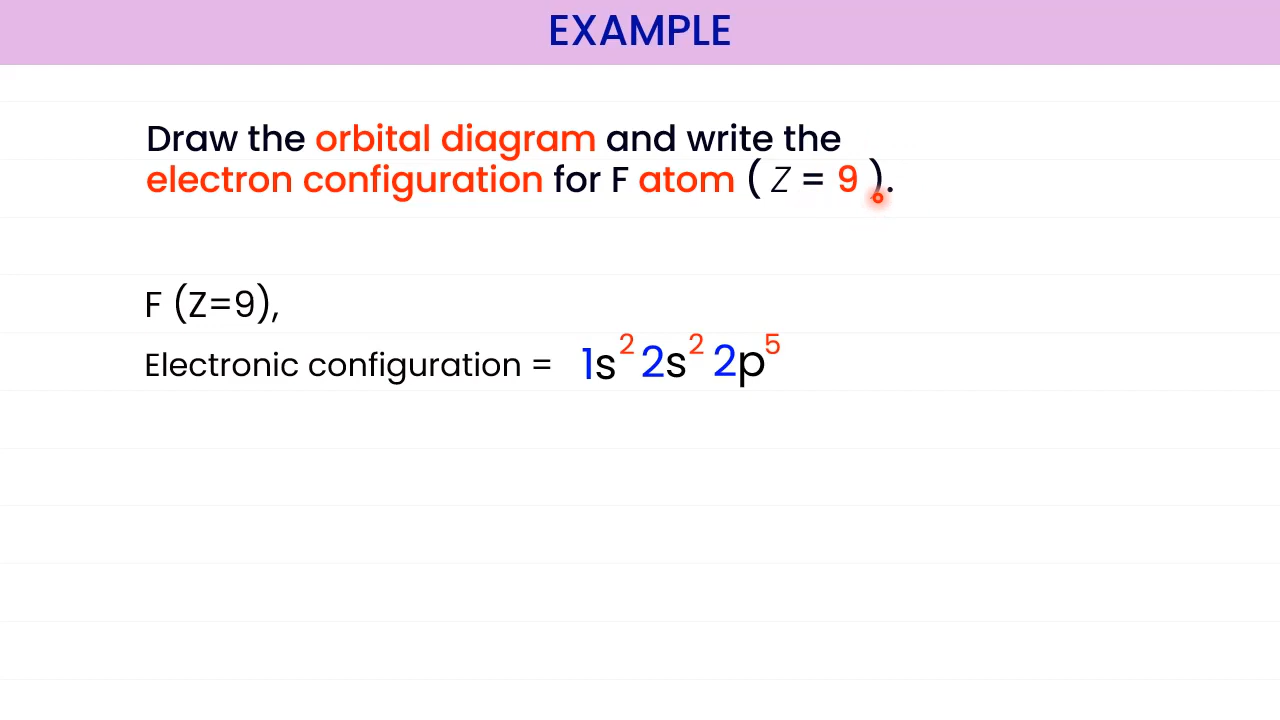 EXAMPLE
Draw the orbital diagram and write the
electron configuration for F atom ( Z = 9 ).
F (Z=9),
Electronic configuration = 1s² 2s² 2p⁵